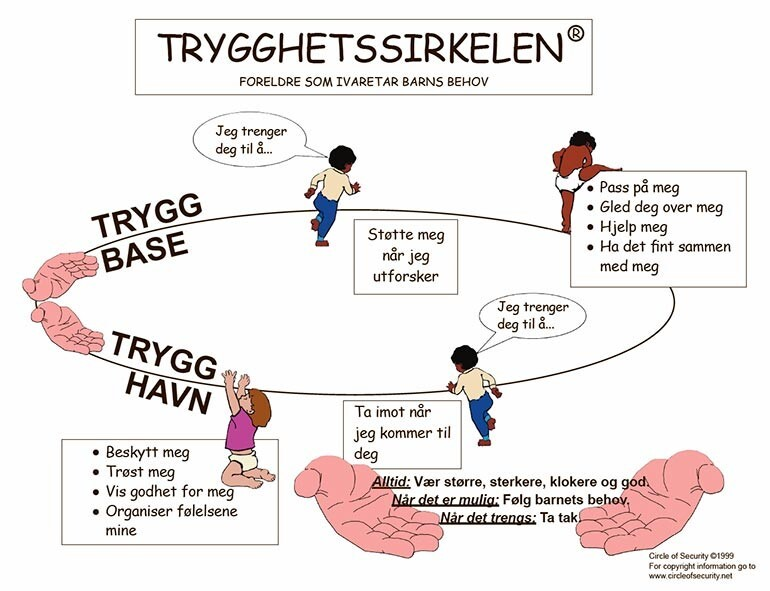 TRYGGHETSSIRKELEN®
FORELDRE SOM IVARETAR BARNS BEHOV
Jeg trenger
deg til å...
TRYGG
BASE
Støtte meg
når jeg
utforsker
• Pass på meg
• Gled deg over meg
• Hjelp meg
• Ha det fint sammen
med meg
Jeg trenger
deg til å...
TRYGG
HAVN
Ta imot når
jeg kommer til
deg
• Beskytt meg
• Trøst meg
• Vis godhet for meg
• Organiser følelsene
mine
Alltid: Vær større, sterkere, klokere og god.
Når det er mulig: Følg barnets behov.
Når det trengs: Ta tak.
Circle of Security ©1999
For copyright information go to
www.circleofsecurity.net